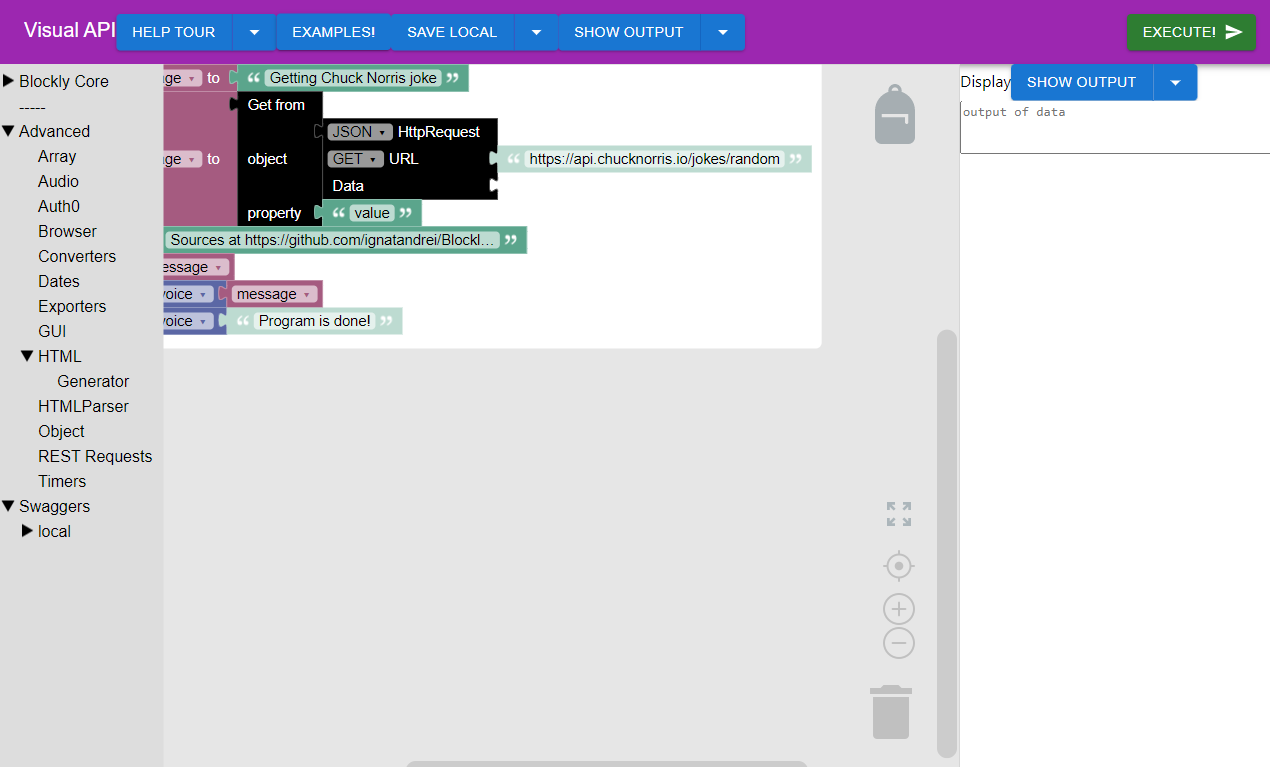 Visual API HELP TOUR EXAMPLES! SAVE LOCAL SHOW OUTPUT EXECUTE!
Blockly Core
-----
Advanced
Array
Audio
Auth0
Browser
Converters
Dates
Exporters
GUI
HTML
Generator
HTMLParser
Object
REST Requests
Timers
Swaggers
local
ge to “ Getting Chuck Norris joke ”
Get from
JSON HttpRequest
ge to object GET URL “ https://api.chucknorris.io/jokes/random ”
Data
property “ value ”
Sources at https://github.com/ignatandrei/Blockl… ”
essage
voice message
voice “ Program is done! ”
Display SHOW OUTPUT
output of data